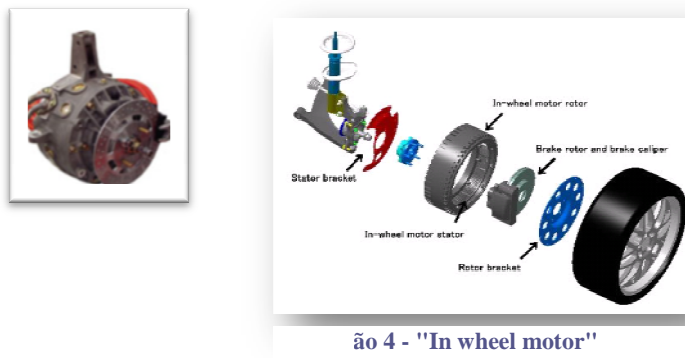 In-wheel motor rotor
Brake rotor and brake caliper
Stator bracket
In-wheel motor stator
Rotor bracket
ão 4 - "In wheel motor"